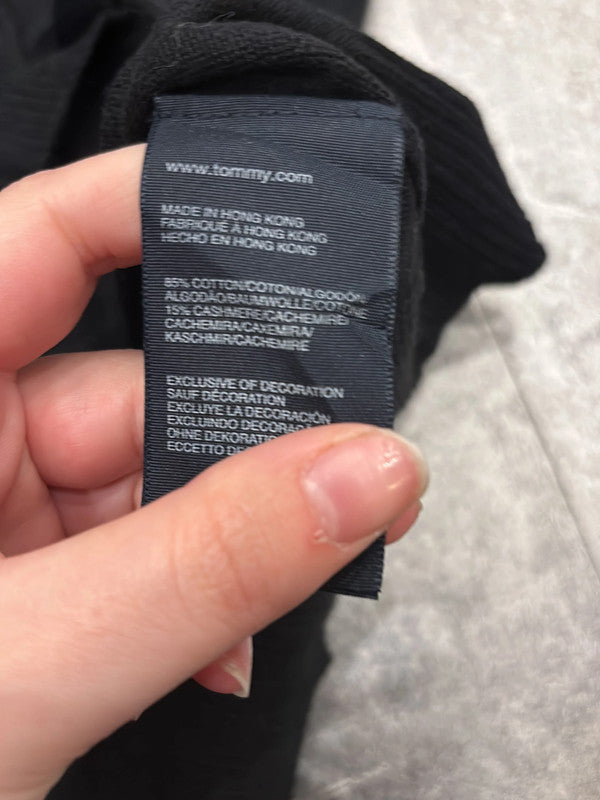 www.tommy.com
MADE IN HONG KONG
FABRIQUÉ À HONG KONG
HECHO EN HONG KONG
85% COTTON/COTON/ALGODÓN
ALGODÃO/BAUMWOLLE/COTONE
15% CASHMERE/CACHEMIRE/
CACHEMIRA/CAXEMIRA/
KASCHMIR/CACHEMIRE
EXCLUSIVE OF DECORATION
SAUF DÉCORATION
EXCLUYE LA DECORACIÓN
EXCLUINDO
OHNE
ECCETTO